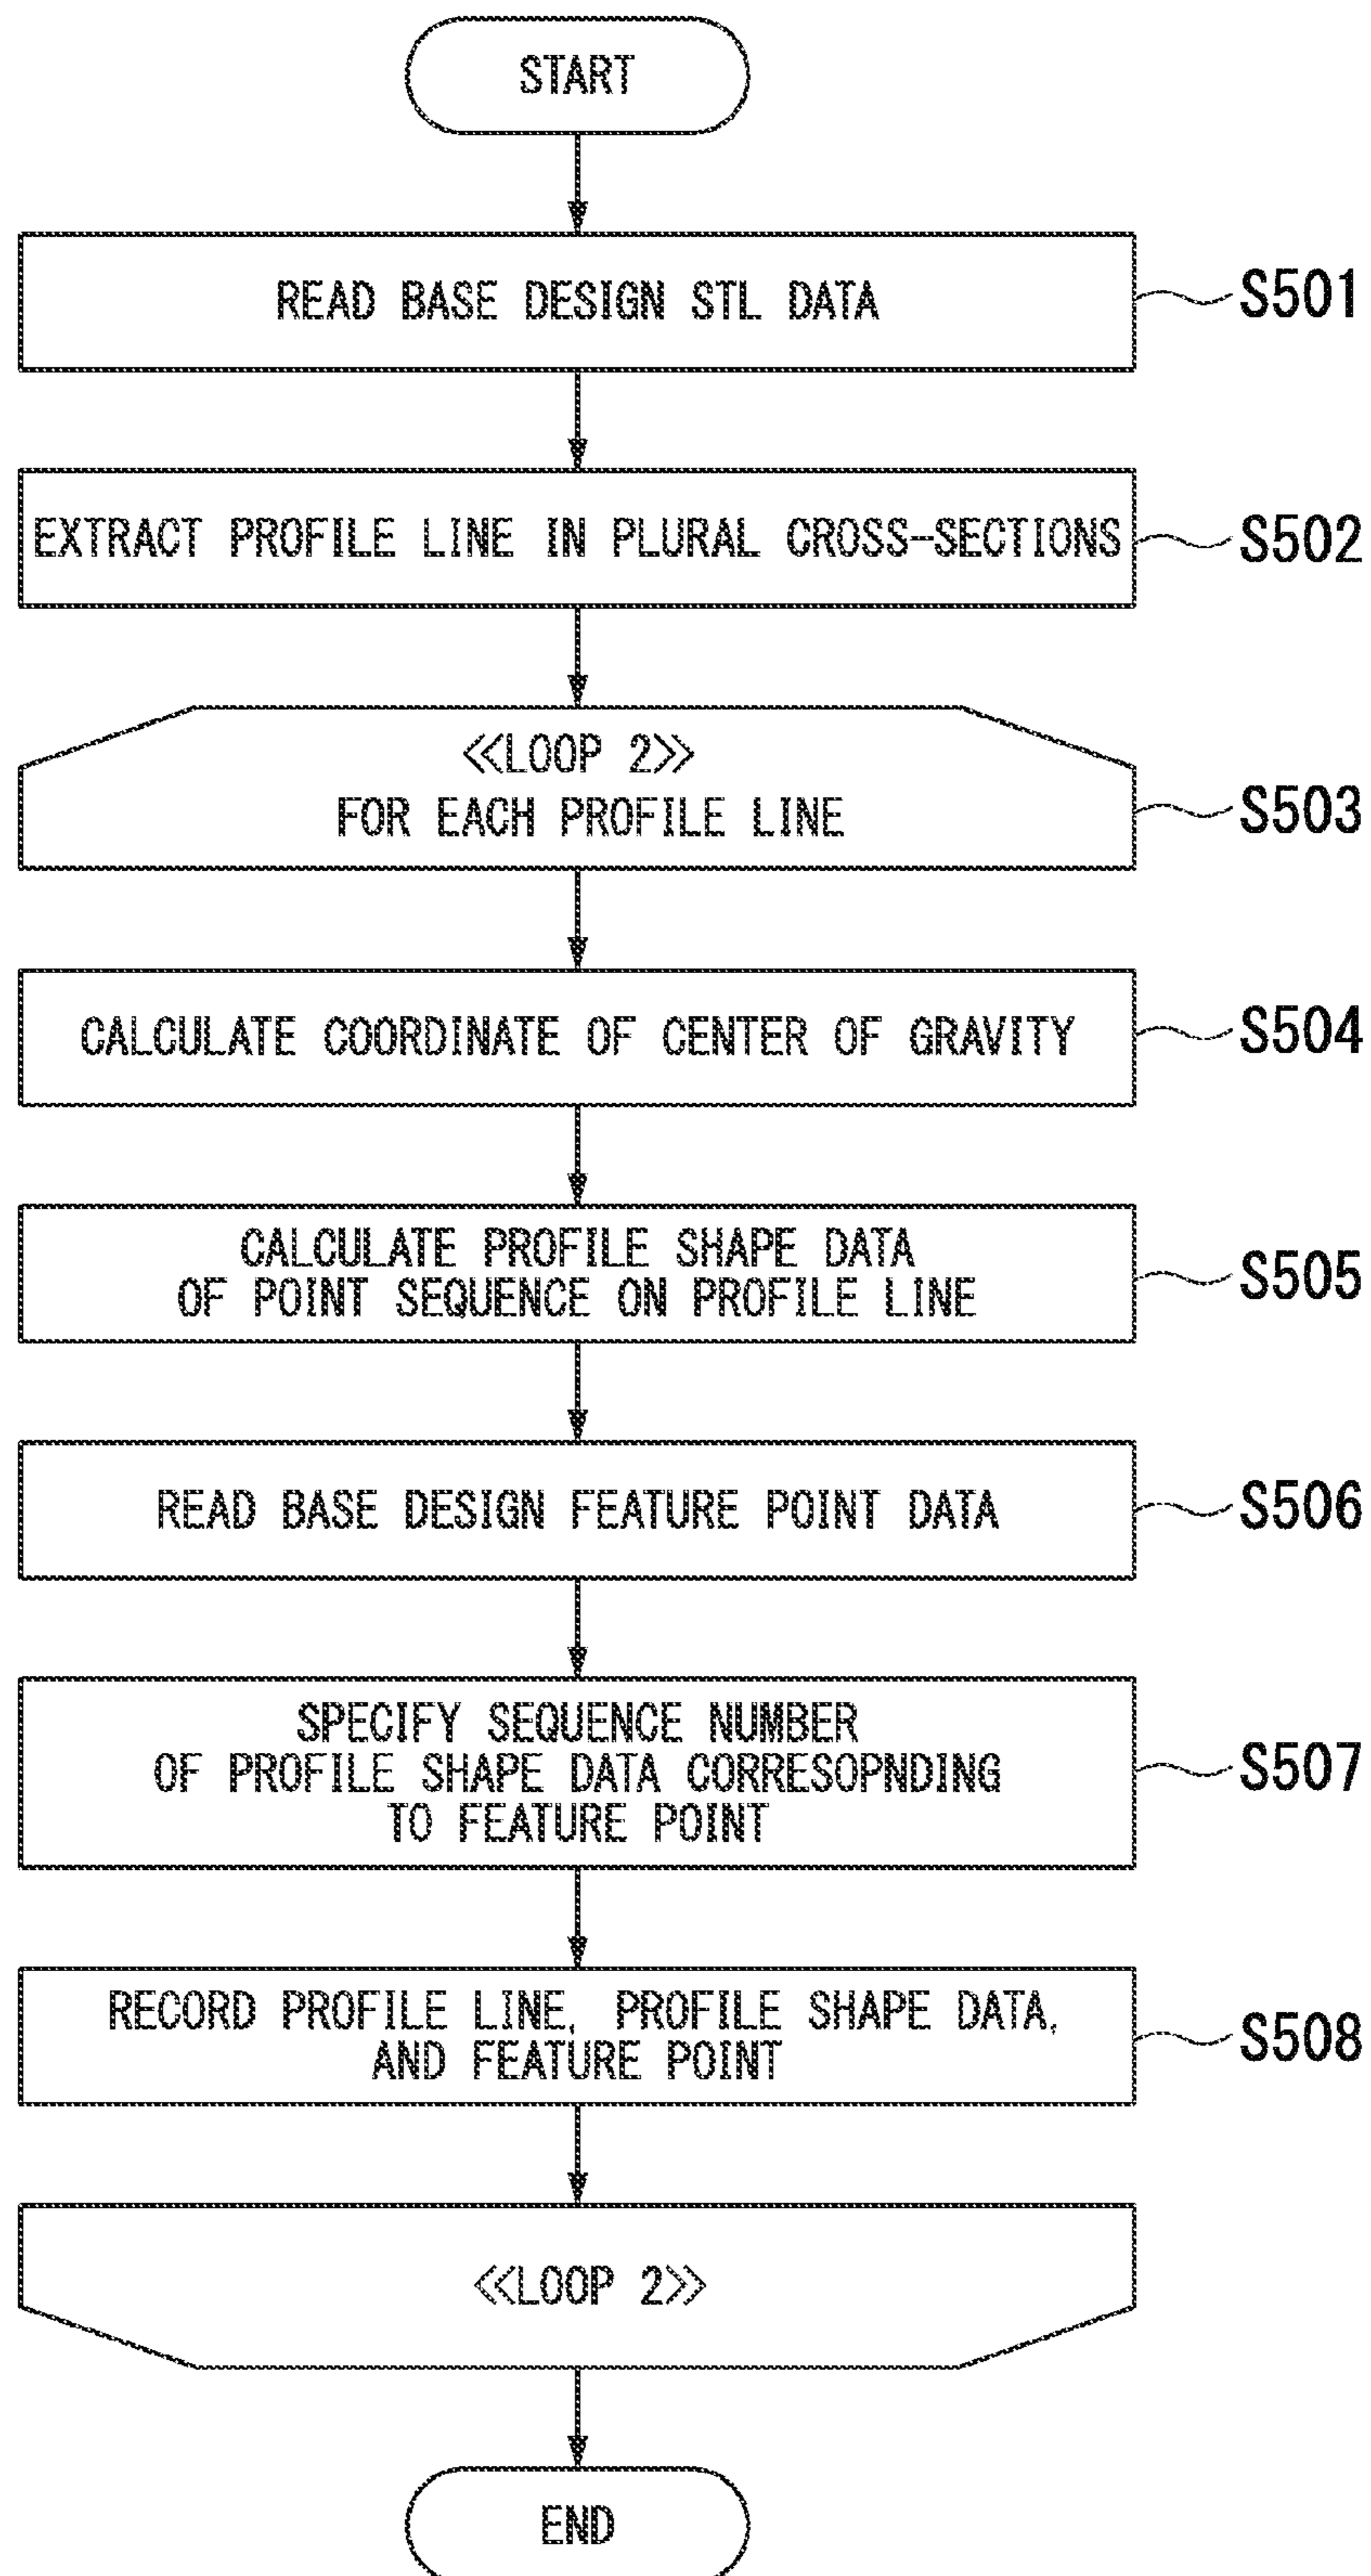 START
READ BASE DESIGN STL DATA
S501
EXTRACT PROFILE LINE IN PLURAL CROSS-SECTIONS
S502
<<LOOP 2>>
FOR EACH PROFILE LINE
S503
CALCULATE COORDINATE OF CENTER OF GRAVITY
S504
CALCULATE PROFILE SHAPE DATA
OF POINT SEQUENCE ON PROFILE LINE
S505
READ BASE DESIGN FEATURE POINT DATA
S506
SPECIFY SEQUENCE NUMBER
OF PROFILE SHAPE DATA CORRESOPNDING
TO FEATURE POINT
S507
RECORD PROFILE LINE, PROFILE SHAPE DATA,
AND FEATURE POINT
S508
<<LOOP 2>>
END